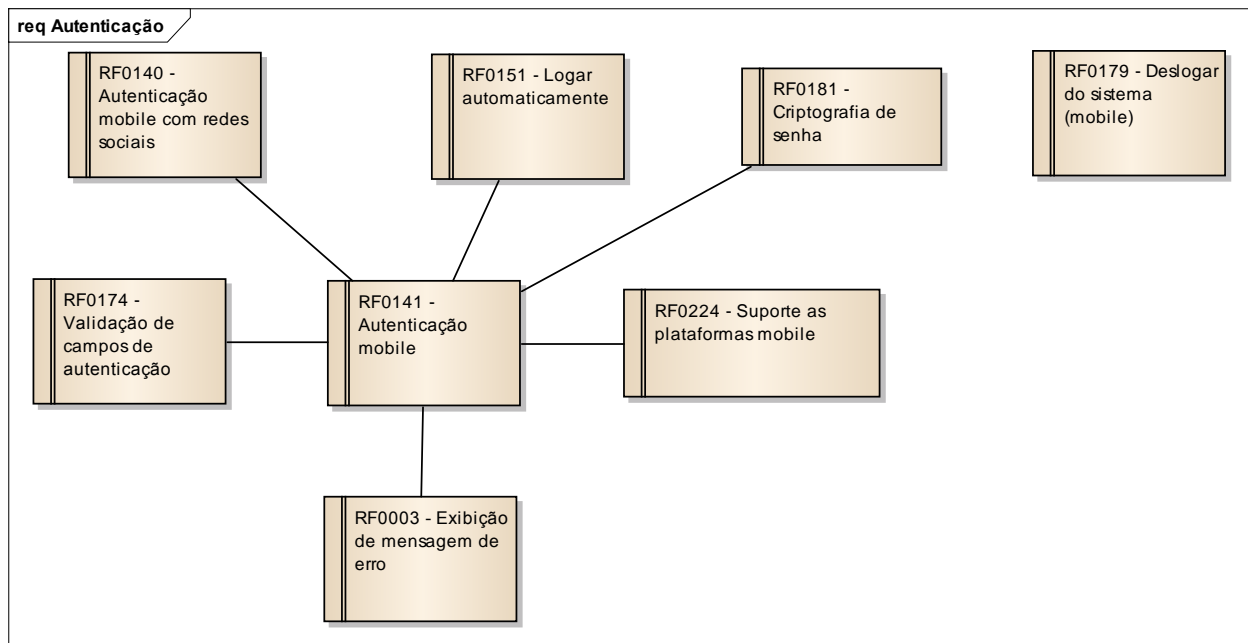 req Autenticação
RF0140 -
Autenticação
mobile com redes
sociais
RF0151 - Logar
automaticamente
RF0181 -
Criptografia de
senha
RF0179 - Deslogar
do sistema
(mobile)
RF0174 -
Validação de
campos de
autenticação
RF0141 -
Autenticação
mobile
RF0224 - Suporte as
plataformas mobile
RF0003 - Exibição
de mensagem de
erro